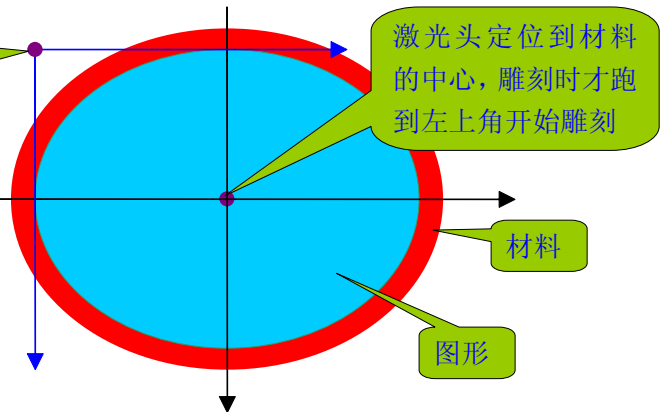 激光头定位到材料
的中心，雕刻时才跑
到左上角开始雕刻
材料
图形